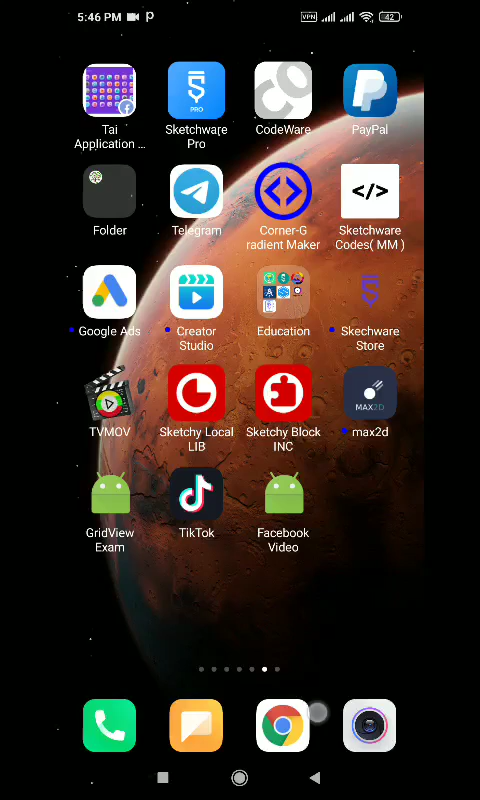 5:46 PM
VPN
42
PRO
CO
Tai Application ...
Sketchware Pro
CodeWare
PayPal
</>
Folder
Telegram
Corner-G radient Maker
Sketchware Codes( MM )
Google Ads
Creator Studio
Education
Skechware Store
MAX2D
TVMOV
Sketchy Local LIB
Sketchy Block INC
max2d
GridView Exam
TikTok
Facebook Video